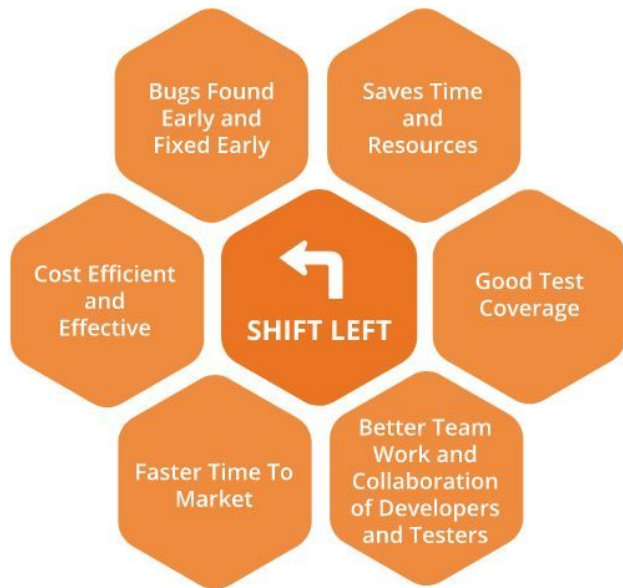 Bugs Found
Early and
Fixed Early
Saves Time
and
Resources
Cost Efficient
and
Effective
SHIFT LEFT
Good Test
Coverage
Faster Time To
Market
Better Team
Work and
Collaboration
of Developers
and Testers